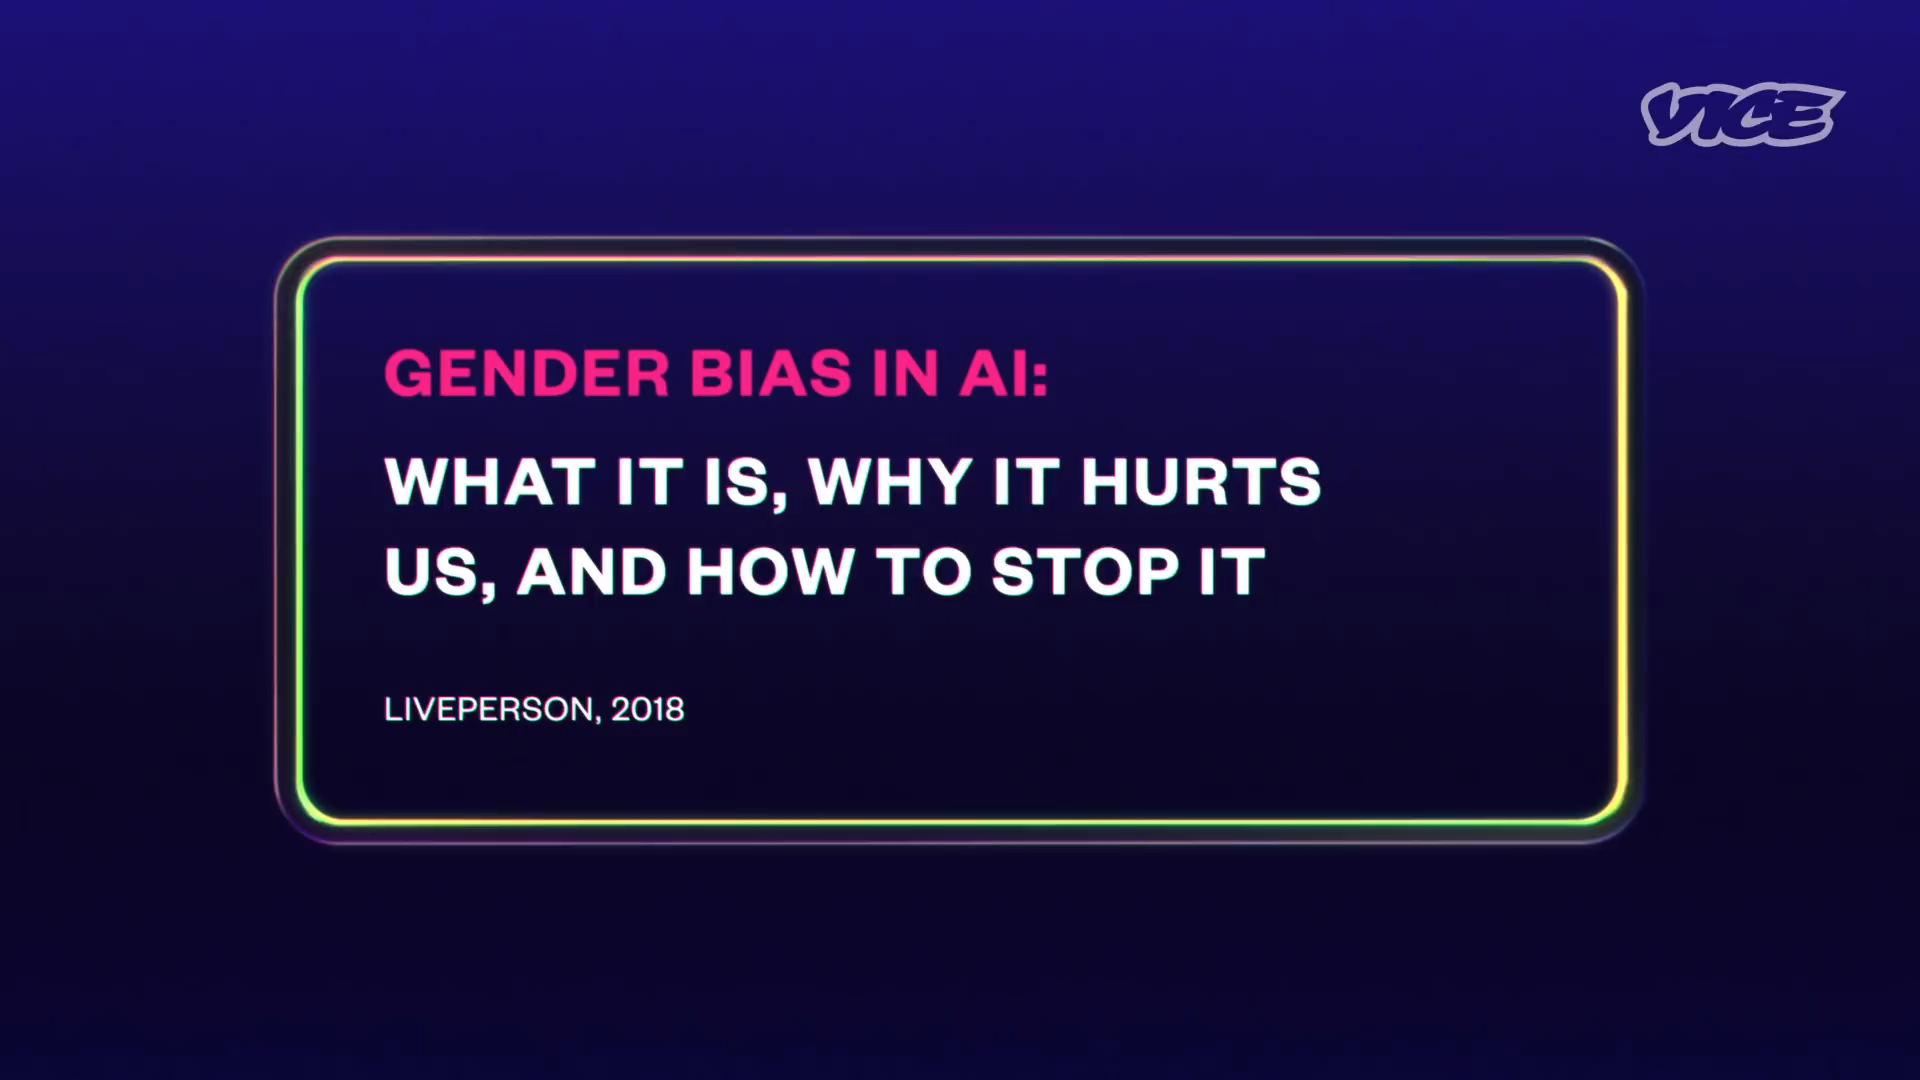 VICE
GENDER BIAS IN AI:
WHAT IT IS, WHY IT HURTS
US, AND HOW TO STOP IT
LIVEPERSON, 2018